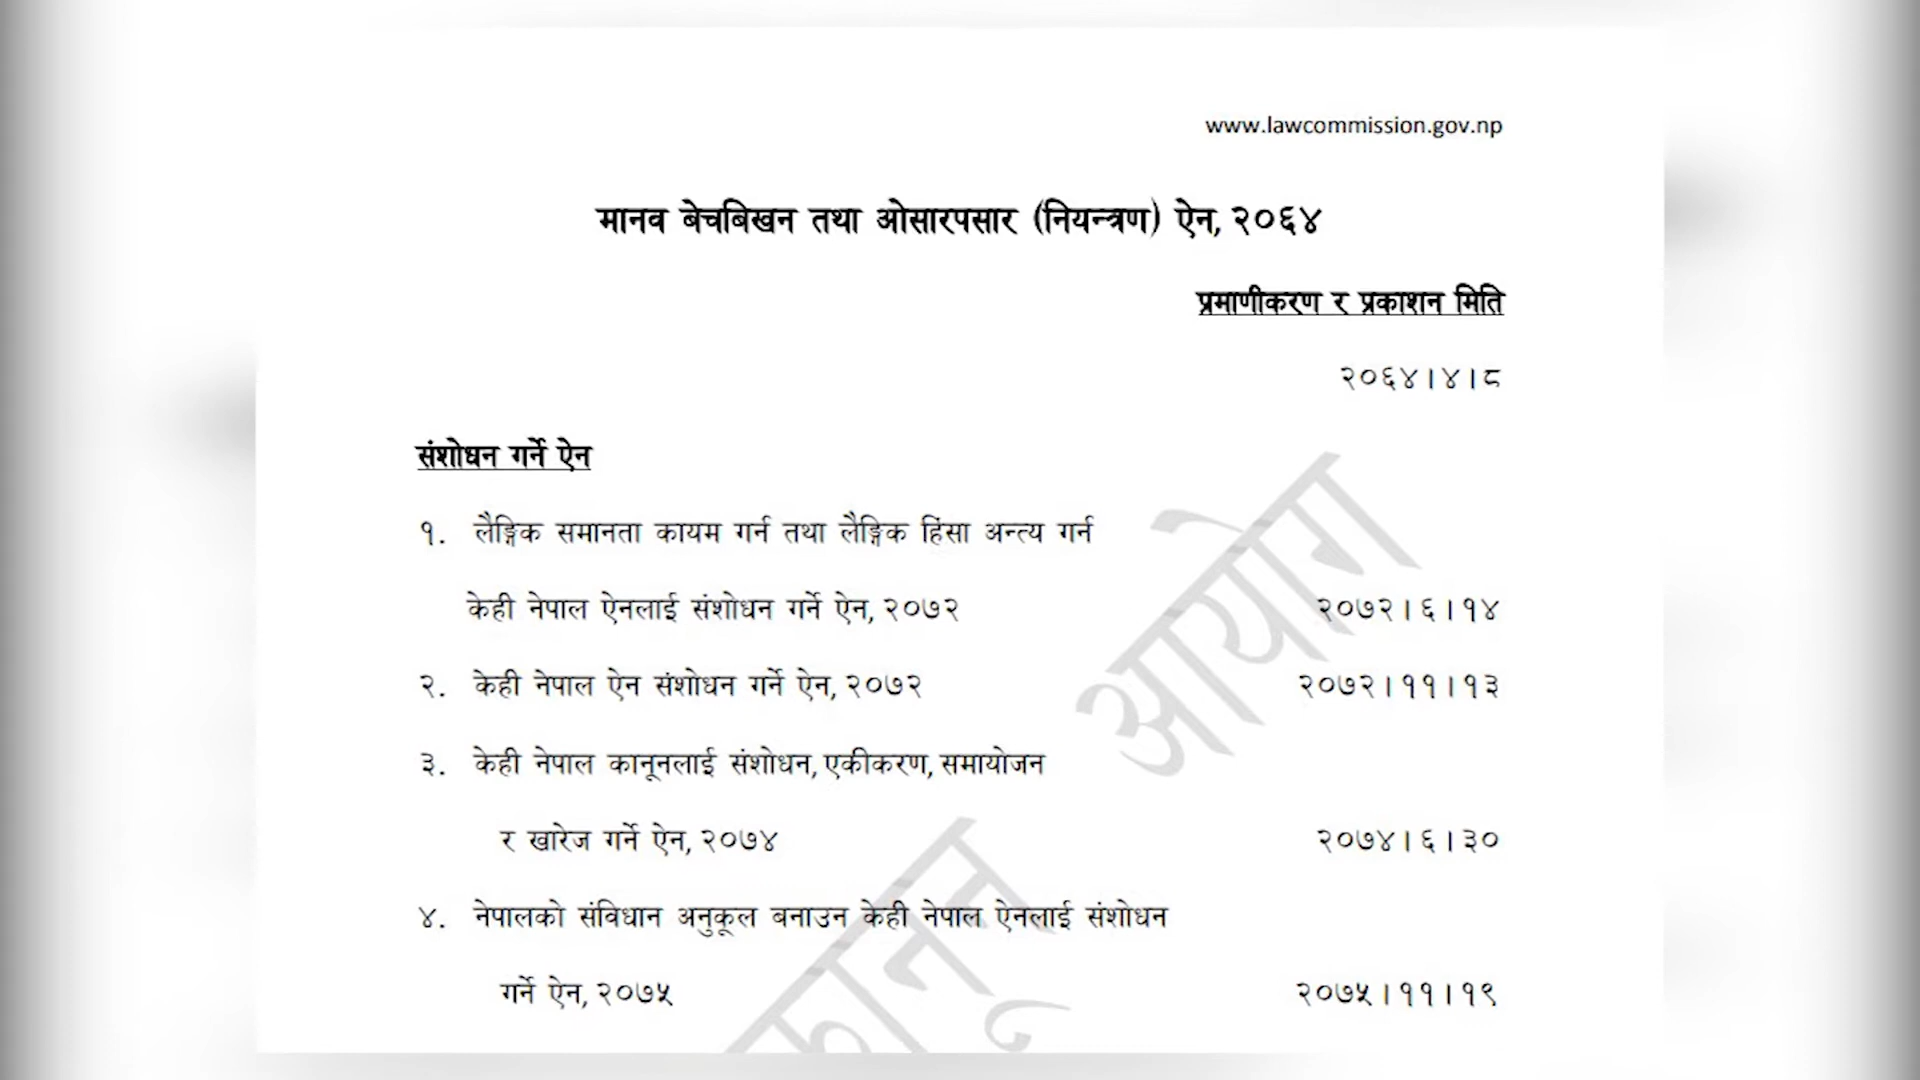 www.lawcommission.gov.np
मानव बेचबिखन तथा ओसारपसार (नियन्त्रण) ऐन, २०६४
प्रमाणीकरण र प्रकाशन मिति
२०६४।४।८
संशोधन गर्ने ऐन
१. लैङ्गिक समानता कायम गर्न तथा लैङ्गिक हिंसा अन्त्य गर्न
केही नेपाल ऐनलाई संशोधन गर्ने ऐन, २०७२ २०७२।६।१४
२. केही नेपाल ऐन संशोधन गर्ने ऐन, २०७२ २०७२।११।१३
३. केही नेपाल कानूनलाई संशोधन, एकीकरण, समायोजन
र खारेज गर्ने ऐन, २०७४ २०७४।६।३०
४. नेपालको संविधान अनुकूल बनाउन केही नेपाल ऐनलाई संशोधन
गर्ने ऐन, २०७५ २०७५।११।१९
कानून आयोग